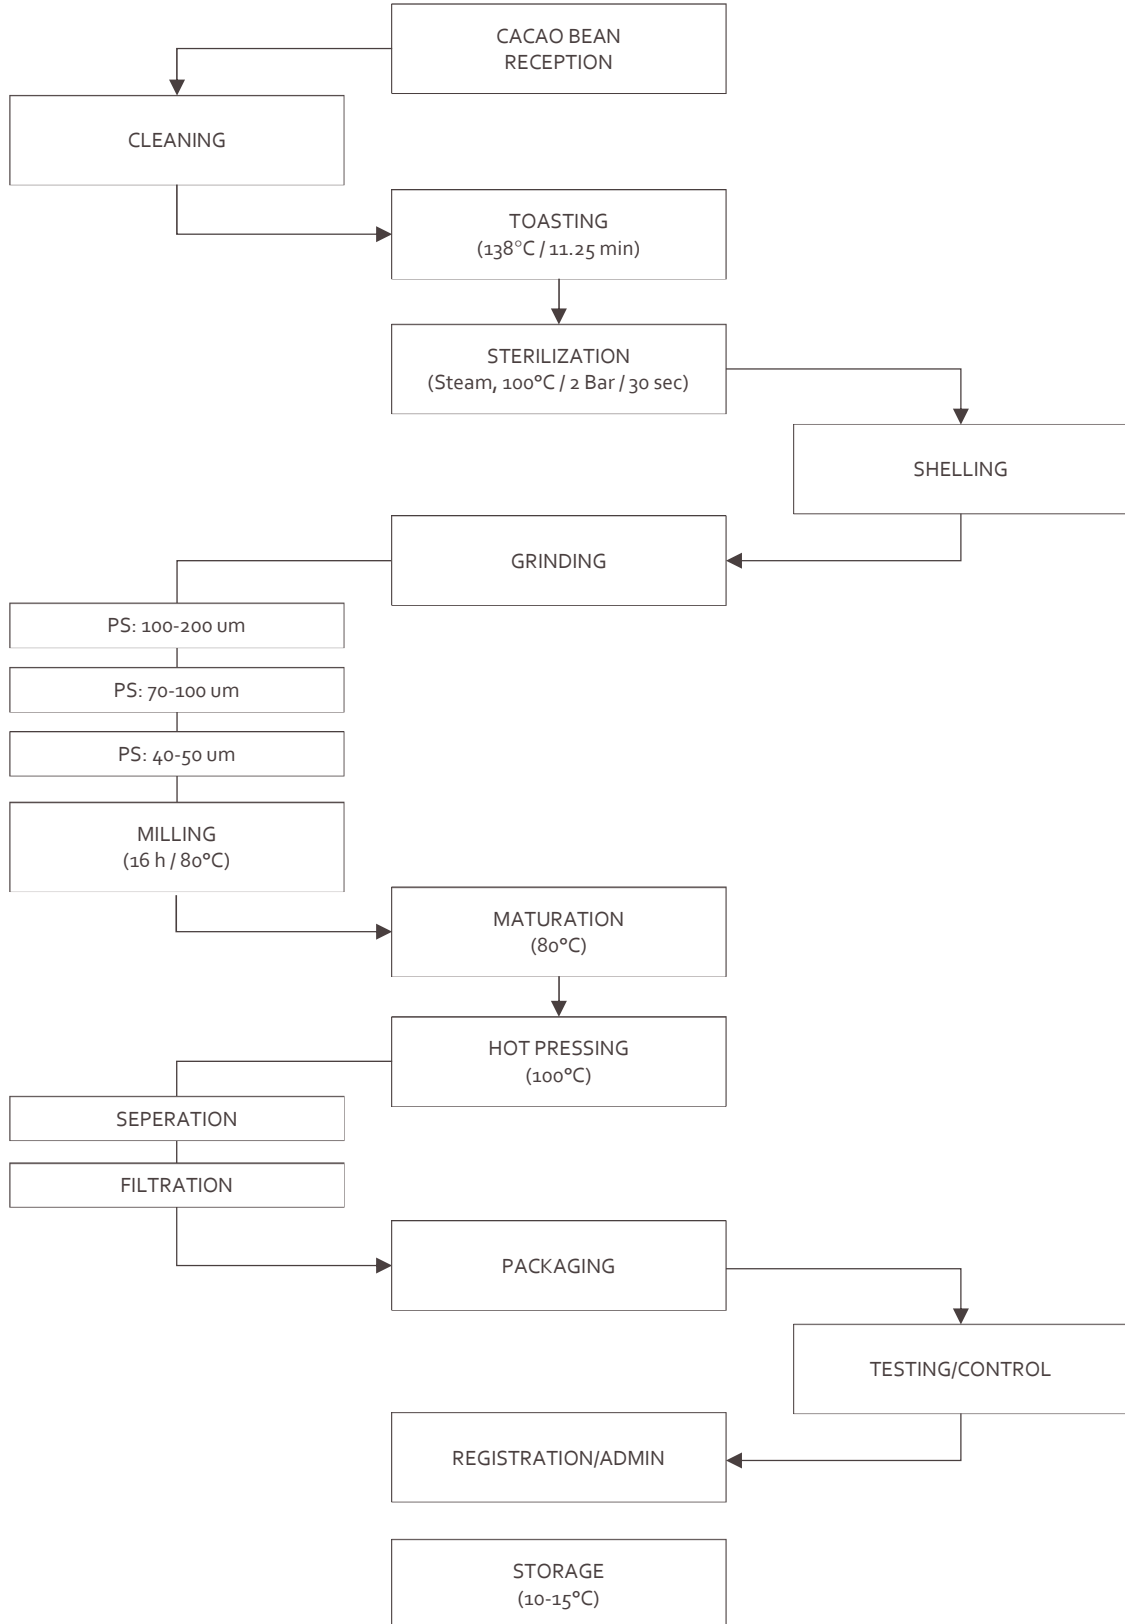 CACAO BEAN
RECEPTION
CLEANING
TOASTING
(138°C / 11.25 min)
STERILIZATION
(Steam, 100°C / 2 Bar / 30 sec)
SHELLING
GRINDING
PS: 100-200 um
PS: 70-100 um
PS: 40-50 um
MILLING
(16 h / 80°C)
MATURATION
(80°C)
HOT PRESSING
(100°C)
SEPERATION
FILTRATION
PACKAGING
TESTING/CONTROL
REGISTRATION/ADMIN
STORAGE
(10-15°C)